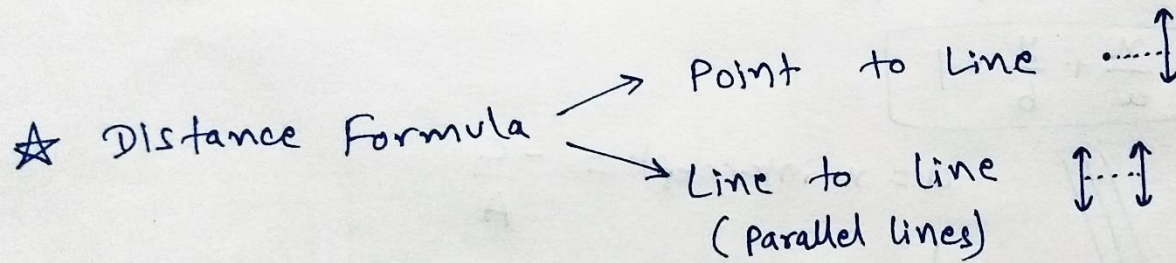 Point to Line
☆ Distance Formula
Line to line
(parallel lines)